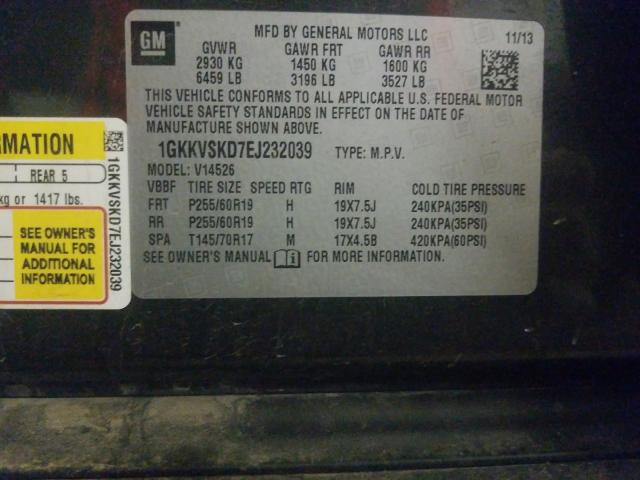 GM
MFD BY GENERAL MOTORS LLC 11/13
GVWR GAWR FRT GAWR RR
2930 KG 1450 KG 1600 KG
6459 LB 3196 LB 3527 LB
THIS VEHICLE CONFORMS TO ALL APPLICABLE U.S. FEDERAL MOTOR
VEHICLE SAFETY STANDARDS IN EFFECT ON THE DATE OF
MANUFACTURE SHOWN ABOVE.
1GKKVSKD7EJ232039 TYPE: M.P.V.
MODEL: V14526
VBBF TIRE SIZE SPEED RTG RIM COLD TIRE PRESSURE
FRT P255/60R19 H 19X7.5J 240KPA(35PSI)
RR P255/60R19 H 19X7.5J 240KPA(35PSI)
SPA T145/70R17 M 17X4.5B 420KPA(60PSI)
SEE OWNER'S MANUAL i FOR MORE INFORMATION.
RMATION
REAR 5
kg or 1417 lbs.
SEE OWNER'S
MANUAL FOR
ADDITIONAL
INFORMATION
1GKKVSKD7EJ232039